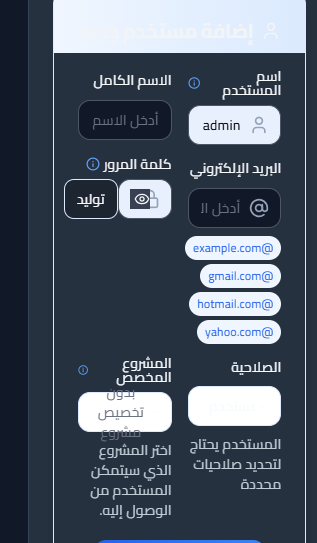 إضافة مستخدم
اسم
المستخدم
admin
الاسم الكامل
أدخل الاسم
البريد الإلكتروني
أدخل ال
@example.com
@gmail.com
@hotmail.com
@yahoo.com
كلمة المرور
توليد
الصلاحية
المستخدم يحتاج
لتحديد صلاحيات
محددة
المشروع
المخصص
بدون
تخصيص
مشروع
اختر المشروع
الذي سيتمكن
المستخدم من
الوصول إليه.